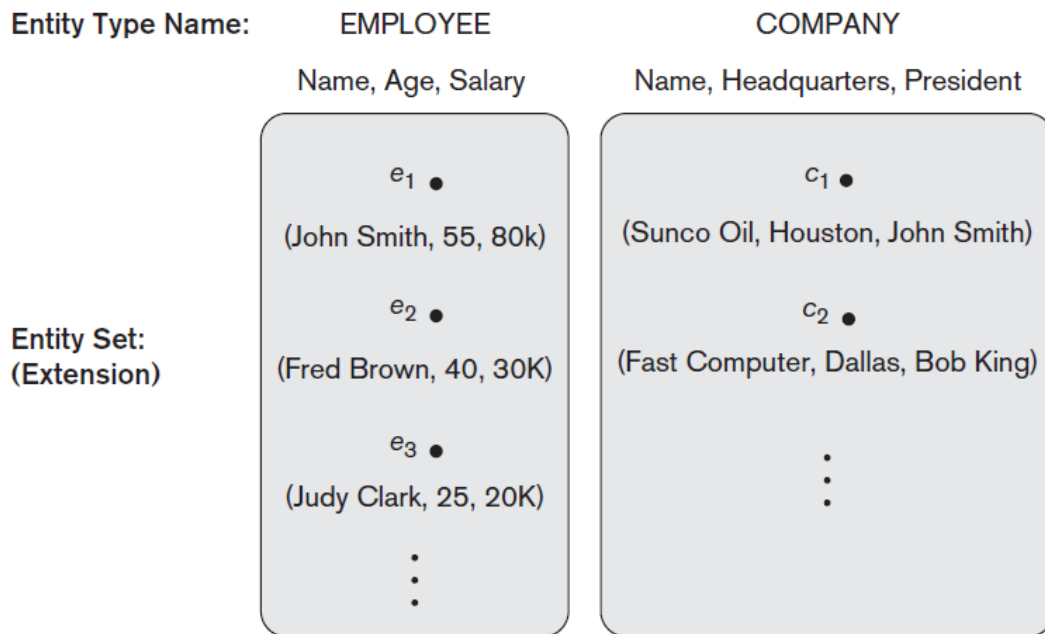 Entity Type Name: EMPLOYEE COMPANY
Name, Age, Salary Name, Headquarters, President
e1 c1
(John Smith, 55, 80k) (Sunco Oil, Houston, John Smith)
e2 c2
Entity Set:
(Extension)
(Fred Brown, 40, 30K) (Fast Computer, Dallas, Bob King)
e3
(Judy Clark, 25, 20K)